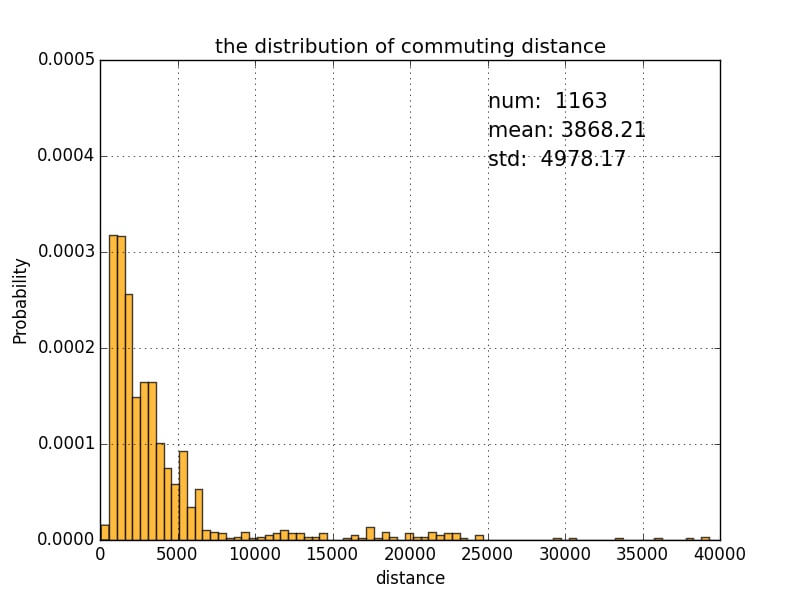 the distribution of commuting distance
num: 1163
mean: 3868.21
std: 4978.17
0.0005
0.0004
0.0003
0.0002
0.0001
0.0000
Probability
0 5000 10000 15000 20000 25000 30000 35000 40000
distance